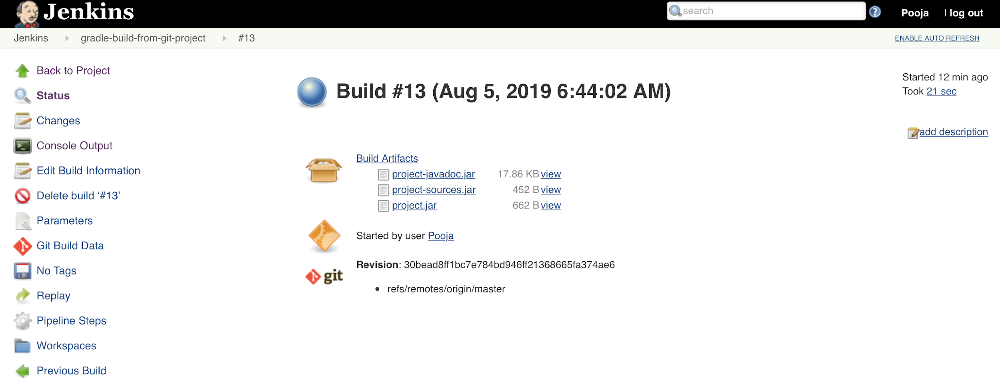 Jenkins
search
Pooja | log out
Jenkins gradle-build-from-git-project #13 ENABLE AUTO REFRESH
Back to Project
Status
Changes
Console Output
Edit Build Information
Delete build ‘#13’
Parameters
Git Build Data
No Tags
Replay
Pipeline Steps
Workspaces
Previous Build
Build #13 (Aug 5, 2019 6:44:02 AM)
Started 12 min ago
Took 21 sec
add description
Build Artifacts
project-javadoc.jar 17.86 KB view
project-sources.jar 452 B view
project.jar 662 B view
Started by user Pooja
git
Revision: 30bead8ff1bc7e784bd946ff21368665fa374ae6
• refs/remotes/origin/master